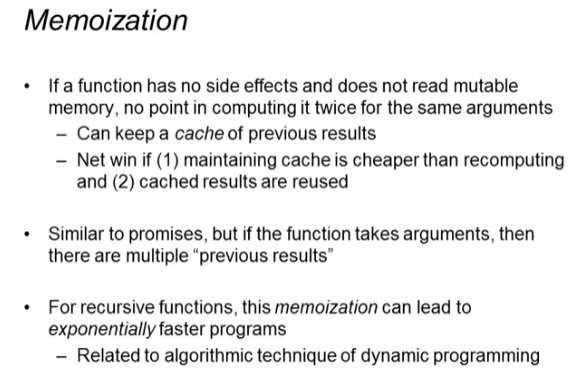 Memoization
• If a function has no side effects and does not read mutable
memory, no point in computing it twice for the same arguments
– Can keep a cache of previous results
– Net win if (1) maintaining cache is cheaper than recomputing
and (2) cached results are reused
• Similar to promises, but if the function takes arguments, then
there are multiple “previous results”
• For recursive functions, this memoization can lead to
exponentially faster programs
– Related to algorithmic technique of dynamic programming